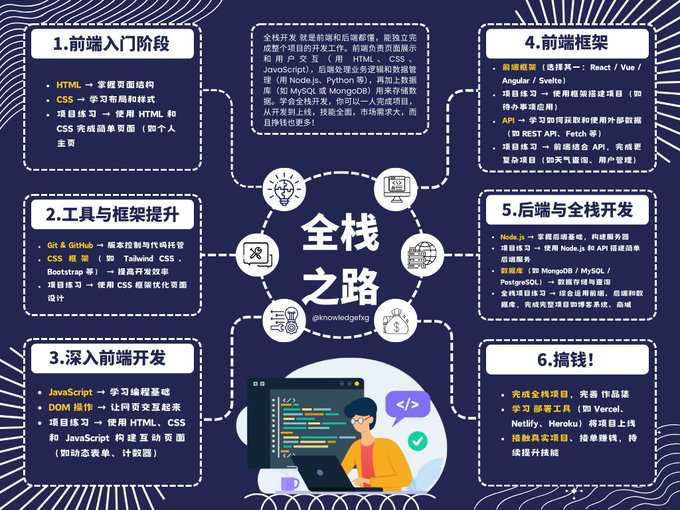 1.前端入门阶段
HTML → 掌握页面结构
CSS → 学习布局和样式
项目练习 → 使用 HTML 和
CSS 完成简单页面（如个人
主页
2.工具与框架提升
Git & GitHub → 版本控制与代码托管
CSS 框架（如 Tailwind CSS、
Bootstrap 等） → 提高开发效率
项目练习 → 使用 CSS 框架优化页面
设计
3.深入前端开发
JavaScript → 学习编程基础
DOM 操作 → 让网页交互起来
项目练习 → 使用 HTML、CSS
和 JavaScript 构建互动页面
（如动态表单、计数器）
全栈开发 就是前端和后端都懂，能独立完
成整个项目的开发工作。前端负责页面展示
和用户交互（用 HTML、CSS、
JavaScript），后端处理业务逻辑和数据管
理（用 Node.js、Python 等），再加上数据
库（如 MySQL 或 MongoDB）用来存储数
据。学会全栈开发，你可以一人完成项目，
从开发到上线，技能全面，市场需求大，而
且挣钱也更多！
全栈
之路
@knowledgefxg
</>
4.前端框架
前端框架（选择其一：React / Vue /
Angular / Svelte）
项目练习 → 使用框架搭建项目（如
待办事项应用）
API → 学习如何获取和使用外部数据
（如 REST API、Fetch 等）
项目练习 → 前端结合 API，完成更
复杂项目（如天气查询、用户管理）
5.后端与全栈开发
Node.js → 掌握后端基础，构建服务器
项目练习 → 使用 Node.js 和 API 搭建简单
后端服务
数据库（如 MongoDB / MySQL /
PostgreSQL） → 数据存储与查询
全栈项目练习 → 综合运用前端、后端和数
据库，完成完整项目如博客系统、商城
6.搞钱！
完成全栈项目，完善 作品集
学习 部署工具（如 Vercel、
Netlify、Heroku）将项目上线
接触真实项目、接单赚钱，持
续提升技能